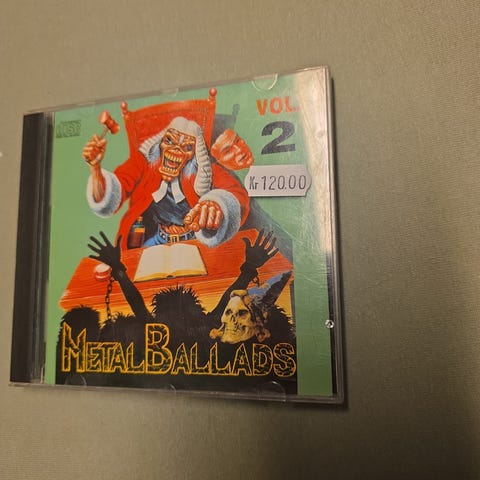 VOL.
2
Kr 120.00
METAL BALLADS